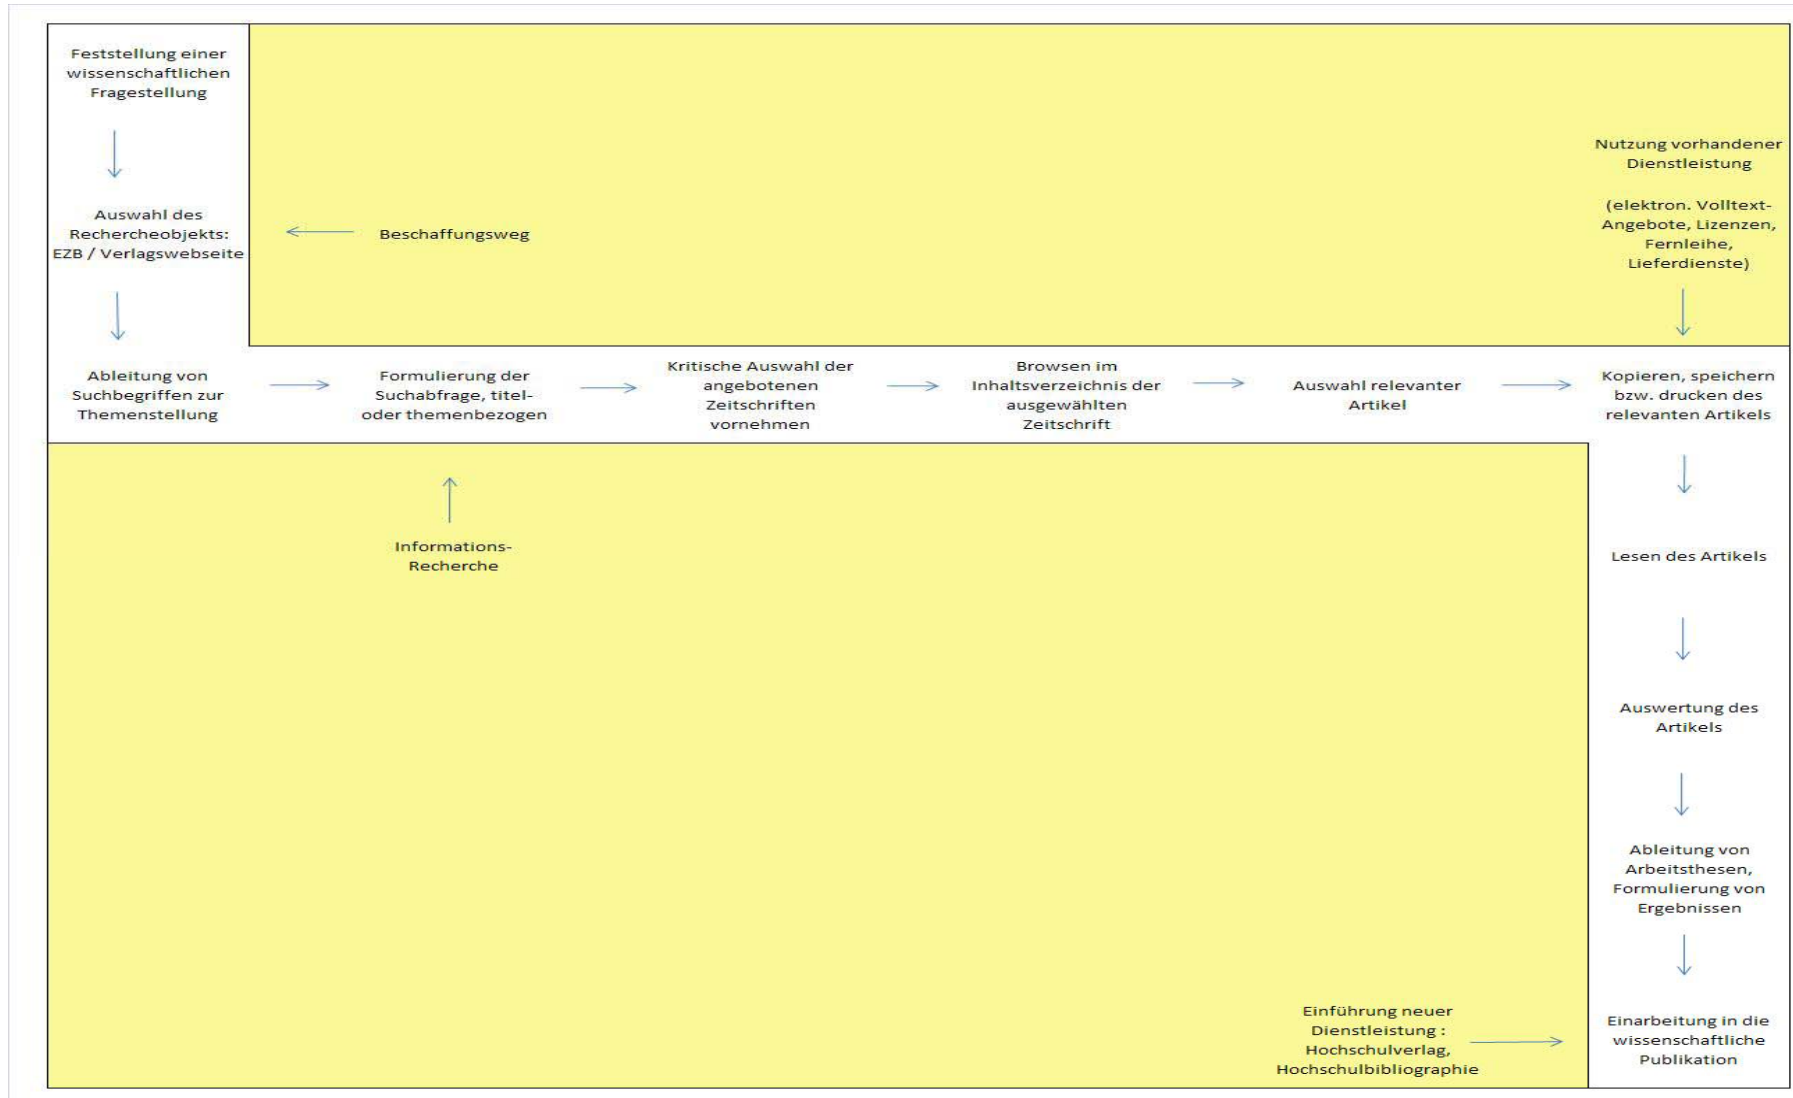 Feststellung einer
wissenschaftlichen
Fragestellung
Auswahl des
Rechercheobjekts:
EZB / Verlagswebseite
Beschaffungsweg
Nutzung vorhandener
Dienstleistung
(elektron. Volltext-
Angebote, Lizenzen,
Fernleihe,
Lieferdienste)
Ableitung von
Suchbegriffen zur
Themenstellung
Formulierung der
Suchabfrage, titel-
oder themenbezogen
Kritische Auswahl der
angebotenen
Zeitschriften
vornehmen
Browsen im
Inhaltsverzeichnis der
ausgewählten
Zeitschrift
Auswahl relevanter
Artikel
Kopieren, speichern
bzw. drucken des
relevanten Artikels
Informations-
Recherche
Lesen des Artikels
Auswertung des
Artikels
Ableitung von
Arbeitsthesen,
Formulierung von
Ergebnissen
Einführung neuer
Dienstleistung :
Hochschulverlag,
Hochschulbibliographie
Einarbeitung in die
wissenschaftliche
Publikation